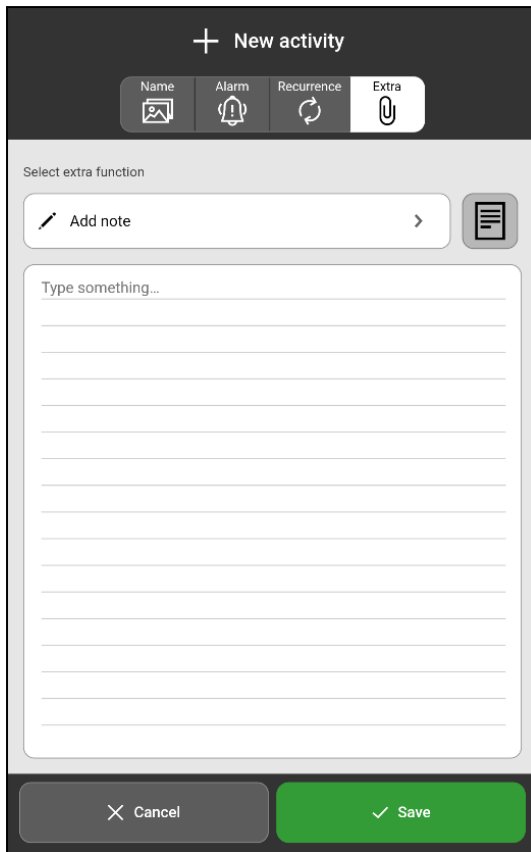 New activity
Name Alarm Recurrence Extra
Select extra function
Add note
Type something...
Cancel Save